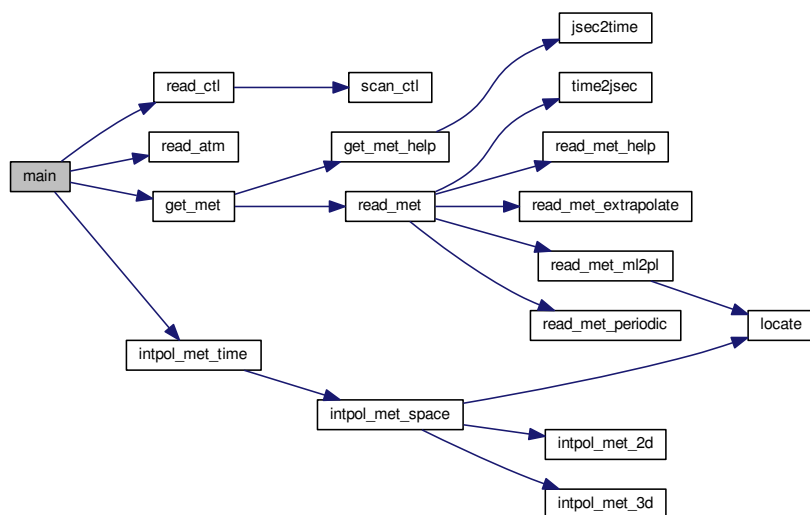 jsec2time
read_ctl
scan_ctl
time2jsec
read_atm
get_met_help
read_met_help
main
get_met
read_met
read_met_extrapolate
read_met_ml2pl
read_met_periodic
locate
intpol_met_time
intpol_met_space
intpol_met_2d
intpol_met_3d